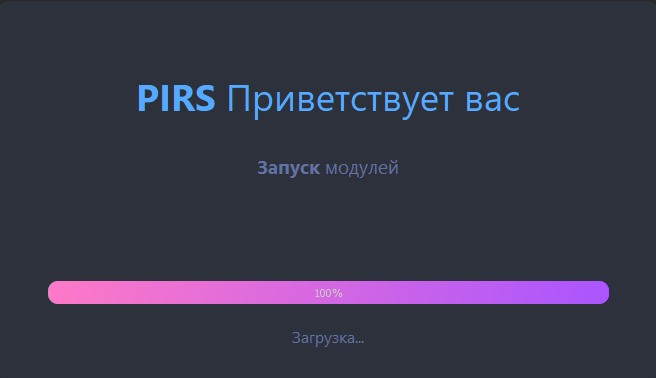 PIRS Приветствует вас
Запуск модулей
100%
Загрузка...